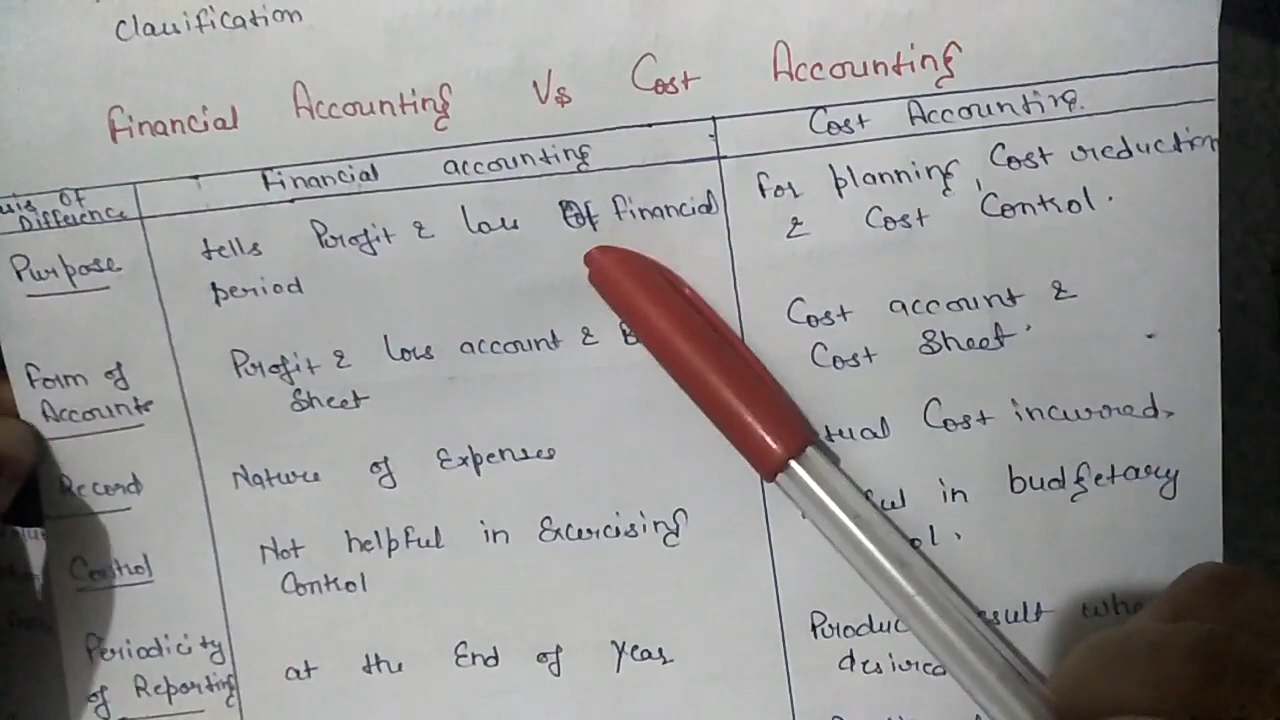 Classification
Financial Accounting Vs Cost Accounting
of Difference
Financial accounting
Cost Accounting
Purpose
tells Profit & loss of financial
period
For planning, Cost reduction
& Cost Control.
Form of
Accounts
Profit & loss account &
Sheet
Cost account &
Cost Sheet.
Record
Nature of Expenses
Cost incurred.
Control
Not helpful in Exercising
Control
in budgetary
Periodicity
of Reporting
at the End of Year
desired